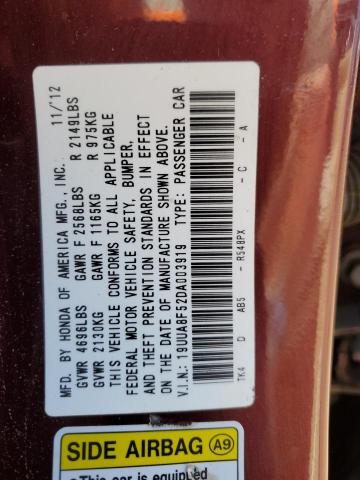 MFD. BY HONDA OF AMERICA MFG., INC. 11/'12
GVWR 4696LBS GAWR F 2568LBS R 2149LBS
GVWR 2130KG GAWR F 1165KG R 975KG
THIS VEHICLE CONFORMS TO ALL APPLICABLE
FEDERAL MOTOR VEHICLE SAFETY, BUMPER,
AND THEFT PREVENTION STANDARDS IN EFFECT
ON THE DATE OF MANUFACTURE SHOWN ABOVE.
V.I.N.: 19UUA8F52DA003919 TYPE: PASSENGER CAR
TK4 D AB5 - R548PX - C - A
SIDE AIRBAG A9
This car is equipped